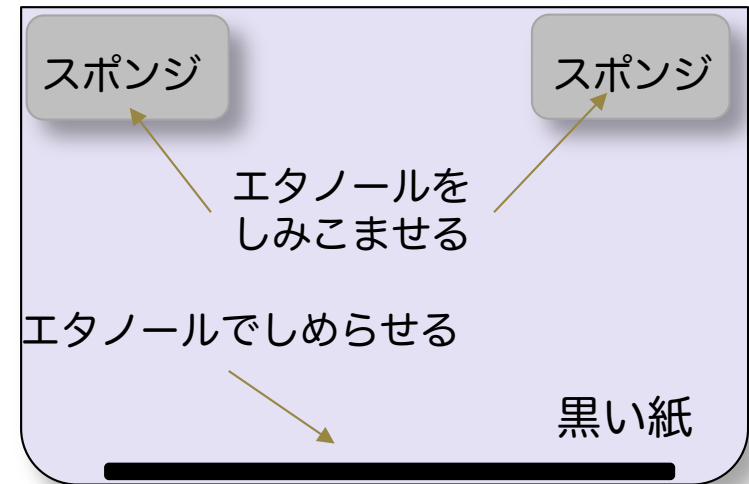 スポンジ
スポンジ
エタノールを
しみこませる
エタノールでしめらせる
黒い紙